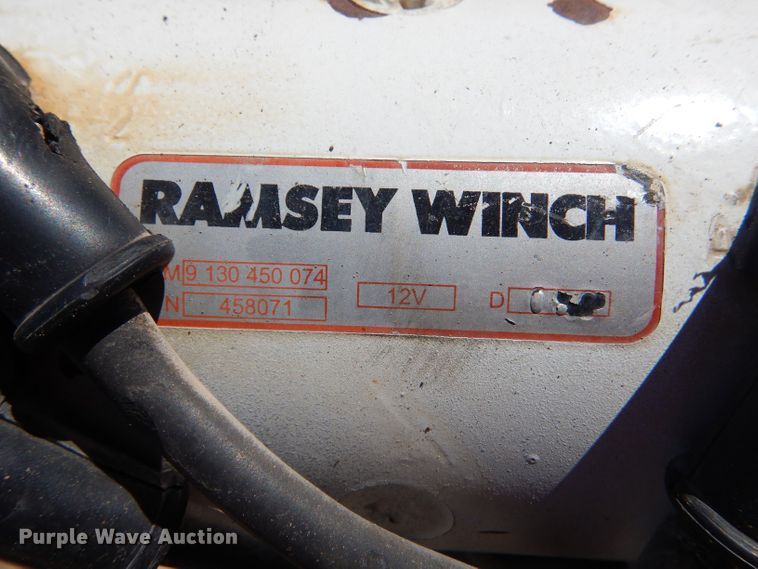 RAMSEY WINCH
M 9 130 450 074
N 458071
12V
D
Purple Wave Auction